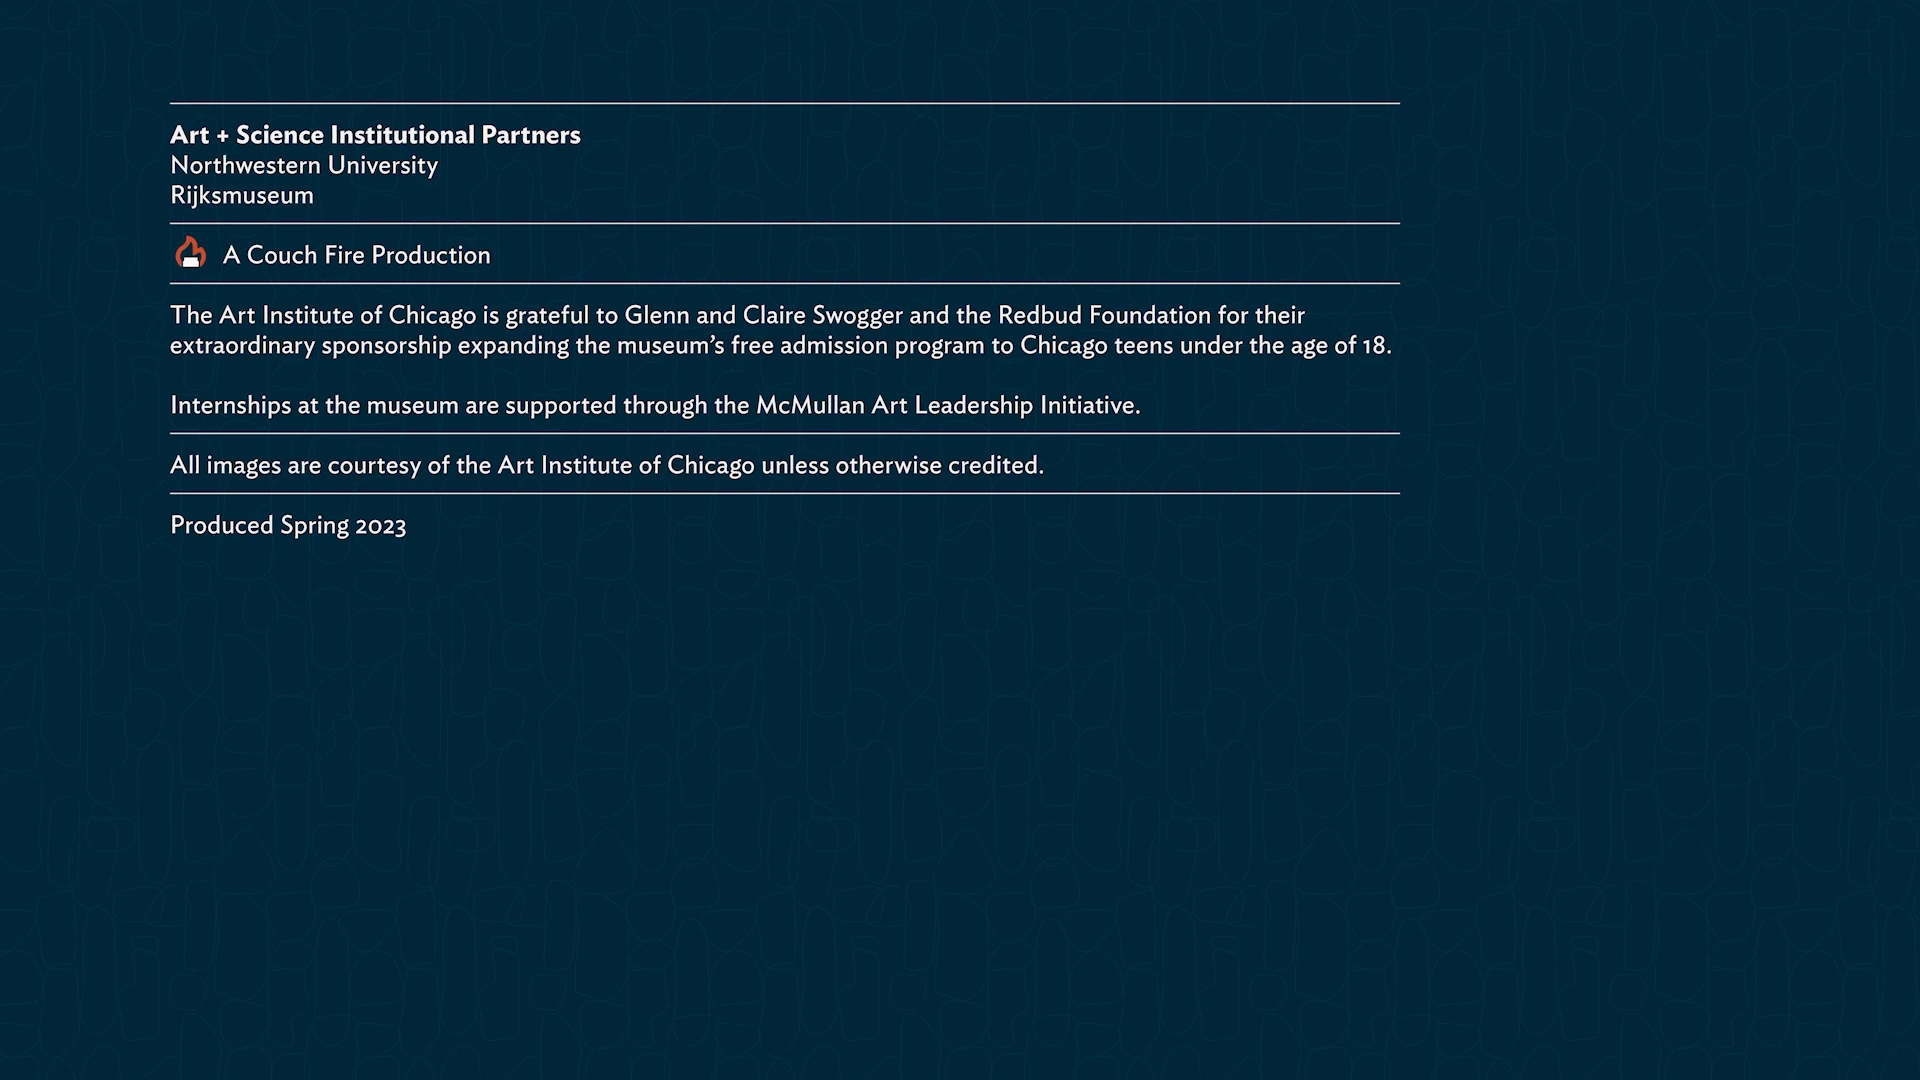 Art + Science Institutional Partners
Northwestern University
Rijksmuseum
A Couch Fire Production
The Art Institute of Chicago is grateful to Glenn and Claire Swogger and the Redbud Foundation for their
extraordinary sponsorship expanding the museum’s free admission program to Chicago teens under the age of 18.
Internships at the museum are supported through the McMullan Art Leadership Initiative.
All images are courtesy of the Art Institute of Chicago unless otherwise credited.
Produced Spring 2023